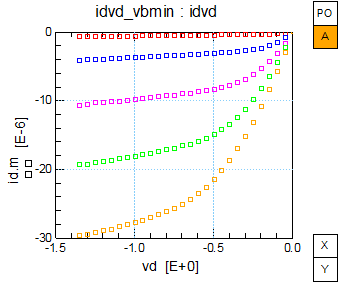 idvd_vbmin : idvd
PO
A
0
-10
-20
-30
id.m [E-6]
-1.5
-1.0
-0.5
0.0
vd [E+0]
X
Y